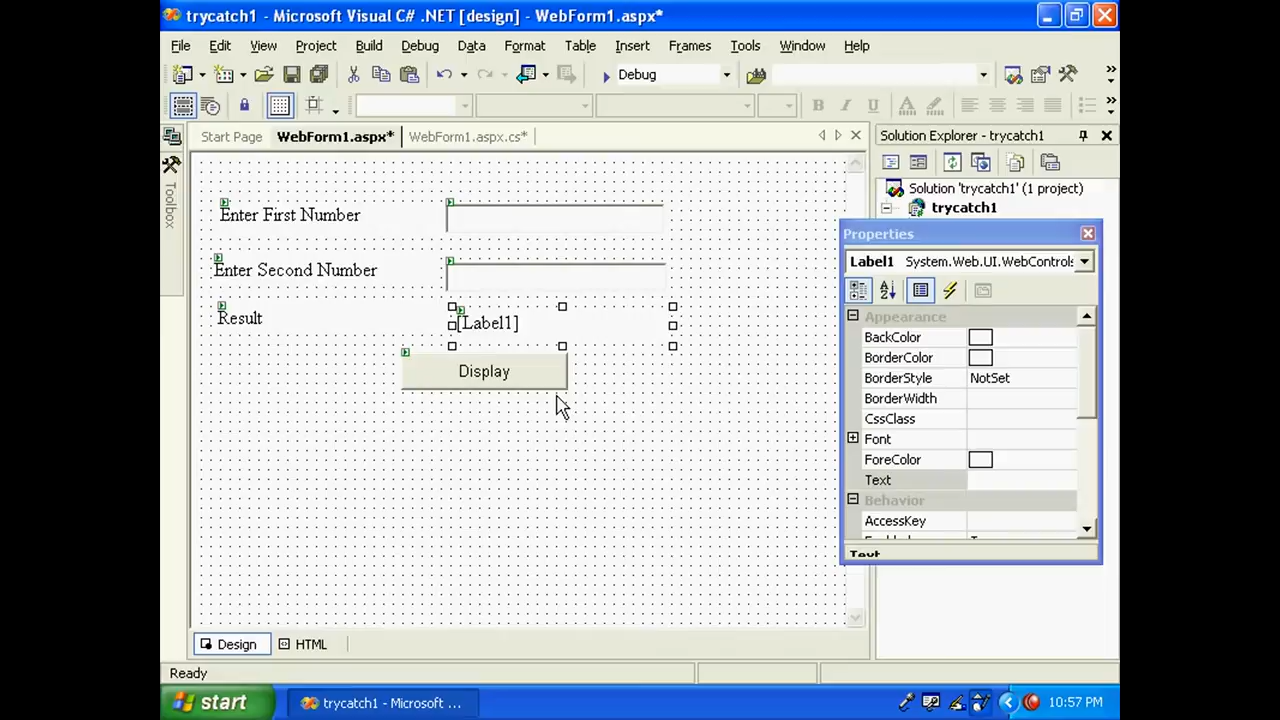 trycatch1 - Microsoft Visual C# .NET [design] - WebForm1.aspx*
File Edit View Project Build Debug Data Format Table Insert Frames Tools Window Help
Debug
B I U A
Start Page WebForm1.aspx* WebForm1.aspx.cs*
Solution Explorer - trycatch1
Toolbox
Solution 'trycatch1' (1 project)
trycatch1
Enter First Number
Enter Second Number
Result
[Label1]
Display
Properties
Label1 System.Web.UI.WebControls
Appearance
BackColor
BorderColor
BorderStyle NotSet
BorderWidth
CssClass
Font
ForeColor
Text
Behavior
AccessKey
Text
Design HTML
Ready
start
trycatch1 - Microsoft ...
10:57 PM